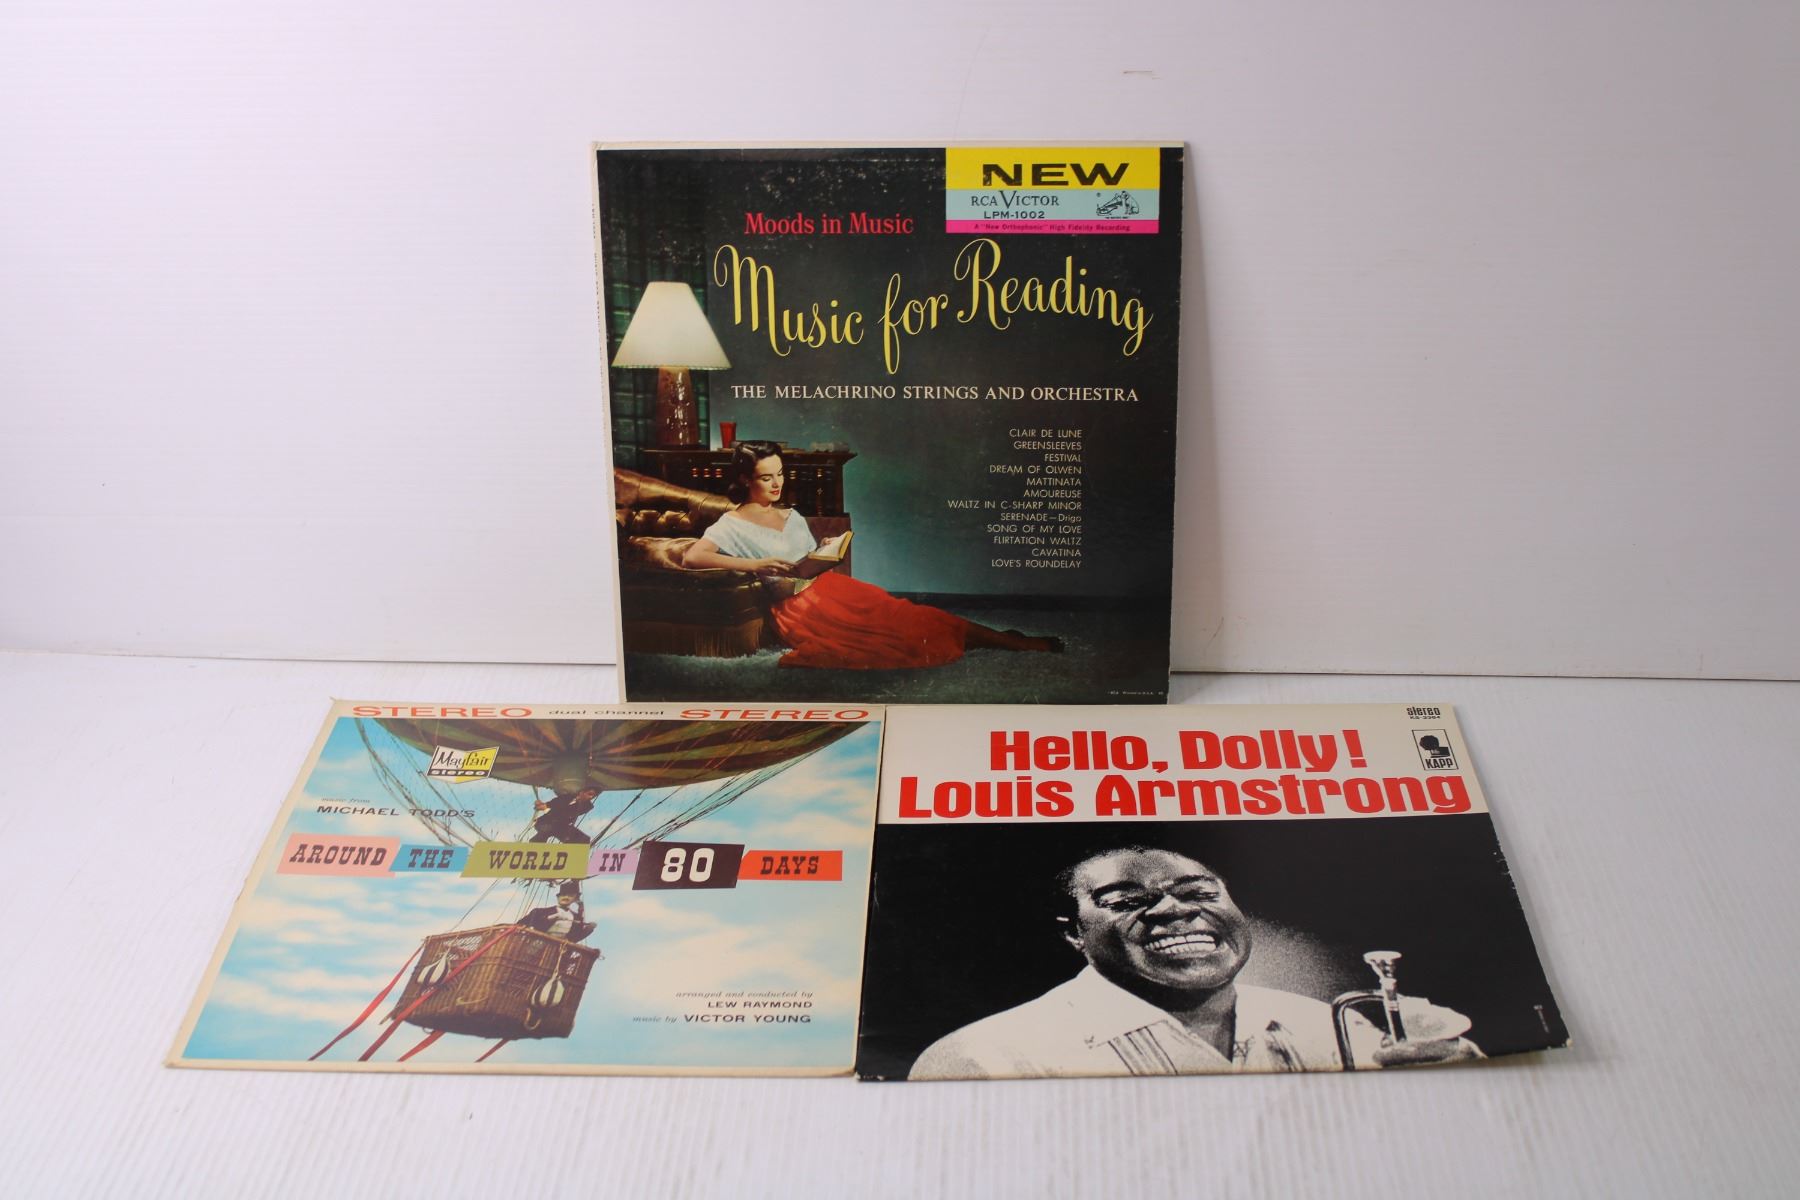 NEW
RCA VICTOR
LPM-1002
A "New Orthophonic" High Fidelity Recording
Moods in Music
Music for Reading
THE MELACHRINO STRINGS AND ORCHESTRA
CLAIR DE LUNE
GREENSLEEVES
FESTIVAL
DREAM OF OLWEN
MATTINATA
AMOUREUSE
WALTZ IN C-SHARP MINOR
SERENADE—Drigo
SONG OF MY LOVE
FLIRTATION WALTZ
CAVATINA
LOVE'S ROUNDELAY
STEREO dual channel STEREO
Mayfair
stereo
music from
MICHAEL TODD'S
AROUND THE WORLD IN 80 DAYS
arranged and conducted by
LEW RAYMOND
music by VICTOR YOUNG
stereo
KS-3364
Hello, Dolly!
KAPP
Louis Armstrong